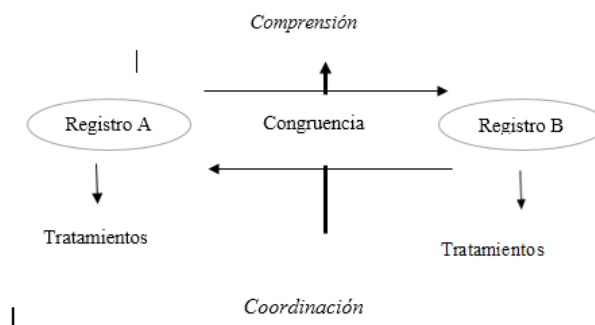 Comprensión
Registro A
Congruencia
Registro B
Tratamientos
Tratamientos
Coordinación